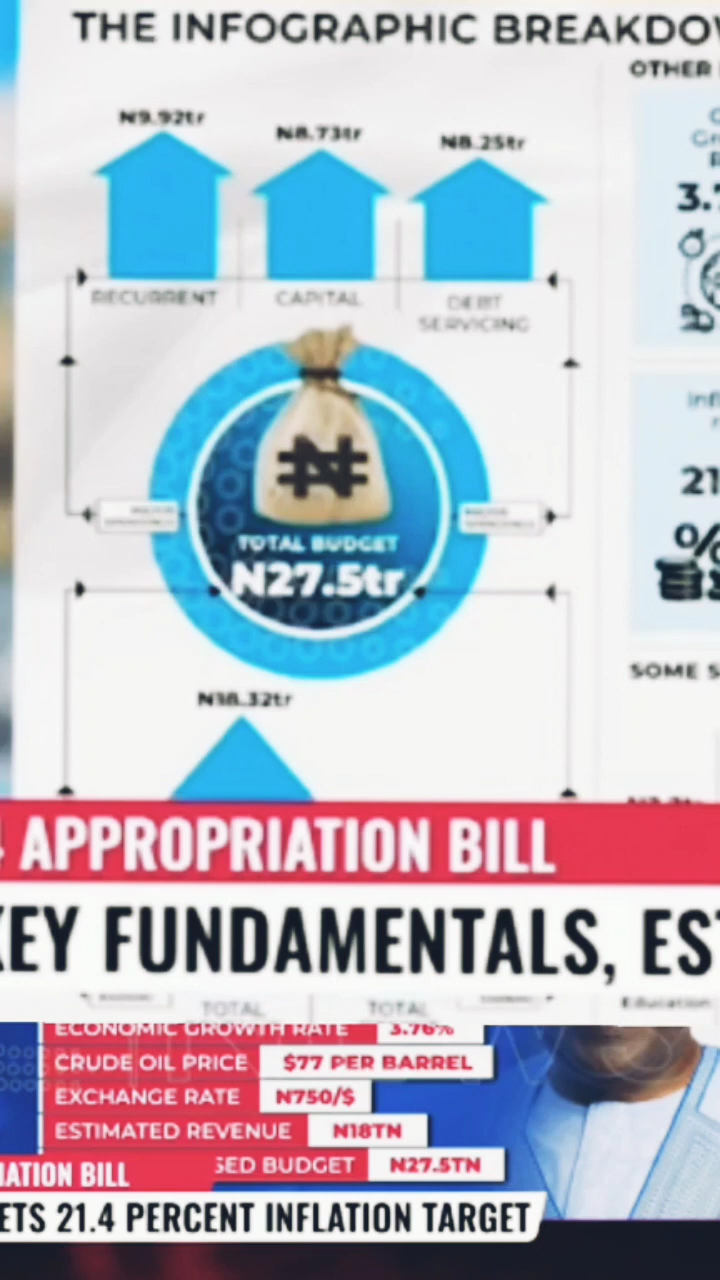 THE INFOGRAPHIC BREAKDOW
OTHER
N9.92tr
N8.73tr
N8.25tr
3.7
RECURRENT
CAPITAL
DEBT
SERVICING
Infl
21
%
TOTAL BUDGET
N27.5tr
SOME S
N18.32tr
APPROPRIATION BILL
KEY FUNDAMENTALS, EST
TOTAL
TOTAL
Education
ECONOMIC GROWTH RATE 3.76%
CRUDE OIL PRICE $77 PER BARREL
EXCHANGE RATE N750/$
ESTIMATED REVENUE N18TN
SED BUDGET N27.5TN
IATION BILL
ETS 21.4 PERCENT INFLATION TARGET